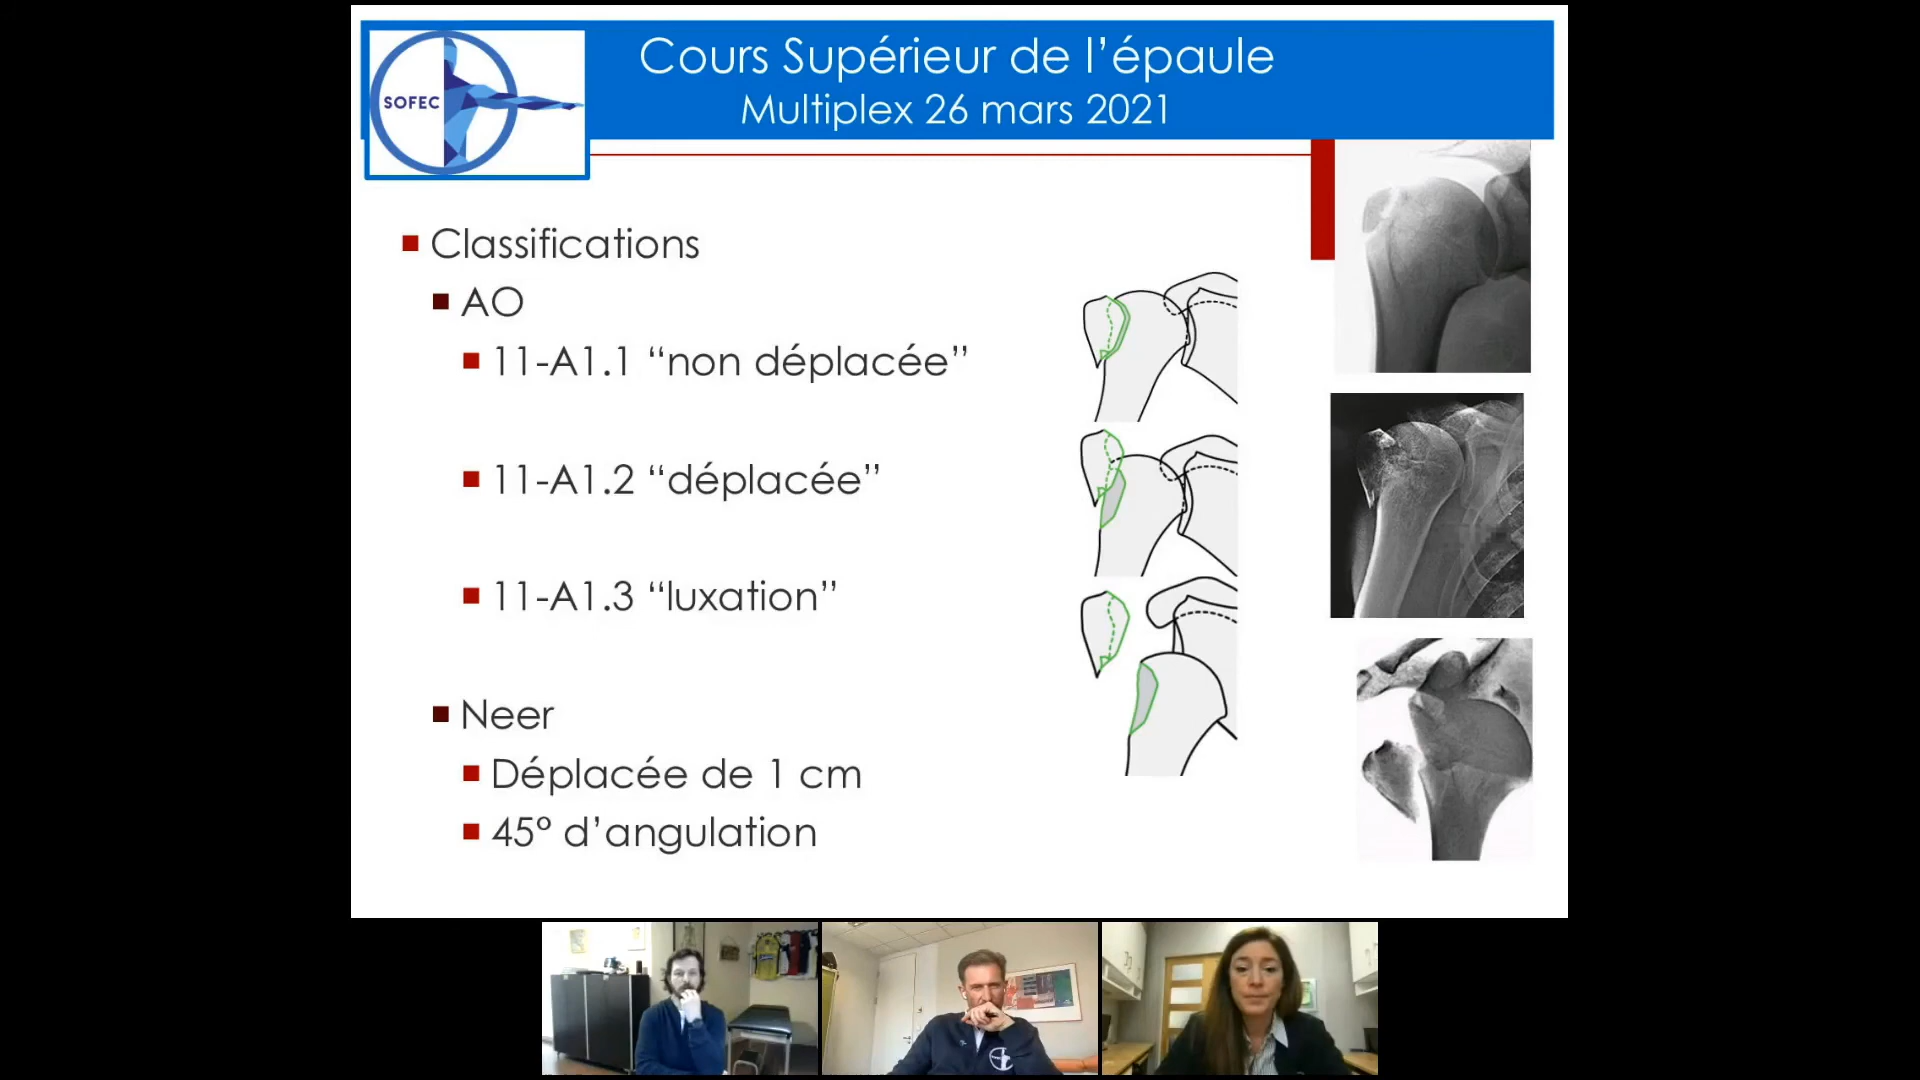 Cours Supérieur de l’épaule
Multiplex 26 mars 2021
SOFEC
Classifications
AO
11-A1.1 “non déplacée”
11-A1.2 “déplacée”
11-A1.3 “luxation”
Neer
Déplacée de 1 cm
45° d’angulation